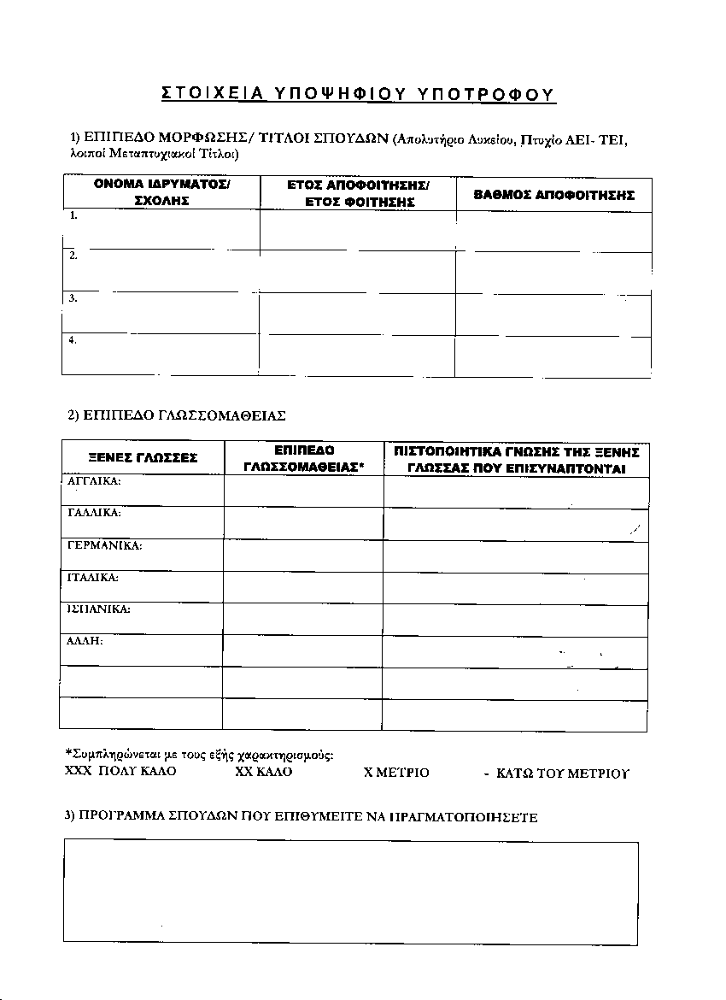 ΣΤΟΙΧΕΙΑ ΥΠΟΨΗΦΙΟΥ ΥΠΟΤΡΟΦΟΥ
1) ΕΠΙΠΕΔΟ ΜΟΡΦΩΣΗΣ/ ΤΙΤΛΟΙ ΣΠΟΥΔΩΝ (Απολυτήριο Λυκείου, Πτυχίο ΑΕΙ- ΤΕΙ,
λοιποί Μεταπτυχιακοί Τίτλοι)
ΟΝΟΜΑ ΙΔΡΥΜΑΤΟΣ/
ΣΧΟΛΗΣ
ΕΤΟΣ ΑΠΟΦΟΙΤΗΣΗΣ/
ΕΤΟΣ ΦΟΙΤΗΣΗΣ
ΒΑΘΜΟΣ ΑΠΟΦΟΙΤΗΣΗΣ
1.
2.
3.
4.
2) ΕΠΙΠΕΔΟ ΓΛΩΣΣΟΜΑΘΕΙΑΣ
ΞΕΝΕΣ ΓΛΩΣΣΕΣ
ΕΠΙΠΕΔΟ
ΓΛΩΣΣΟΜΑΘΕΙΑΣ*
ΠΙΣΤΟΠΟΙΗΤΙΚΑ ΓΝΩΣΗΣ ΤΗΣ ΞΕΝΗΣ
ΓΛΩΣΣΑΣ ΠΟΥ ΕΠΙΣΥΝΑΠΤΟΝΤΑΙ
ΑΓΓΛΙΚΑ:
ΓΑΛΛΙΚΑ:
ΓΕΡΜΑΝΙΚΑ:
ΙΤΑΛΙΚΑ:
ΙΣΠΑΝΙΚΑ:
ΑΛΛΗ:
*Συμπληρώνεται με τους εξής χαρακτηρισμούς:
ΧΧΧ ΠΟΛΥ ΚΑΛΟ ΧΧ ΚΑΛΟ Χ ΜΕΤΡΙΟ - ΚΑΤΩ ΤΟΥ ΜΕΤΡΙΟΥ
3) ΠΡΟΓΡΑΜΜΑ ΣΠΟΥΔΩΝ ΠΟΥ ΕΠΙΘΥΜΕΙΤΕ ΝΑ ΠΡΑΓΜΑΤΟΠΟΙΗΣΕΤΕ